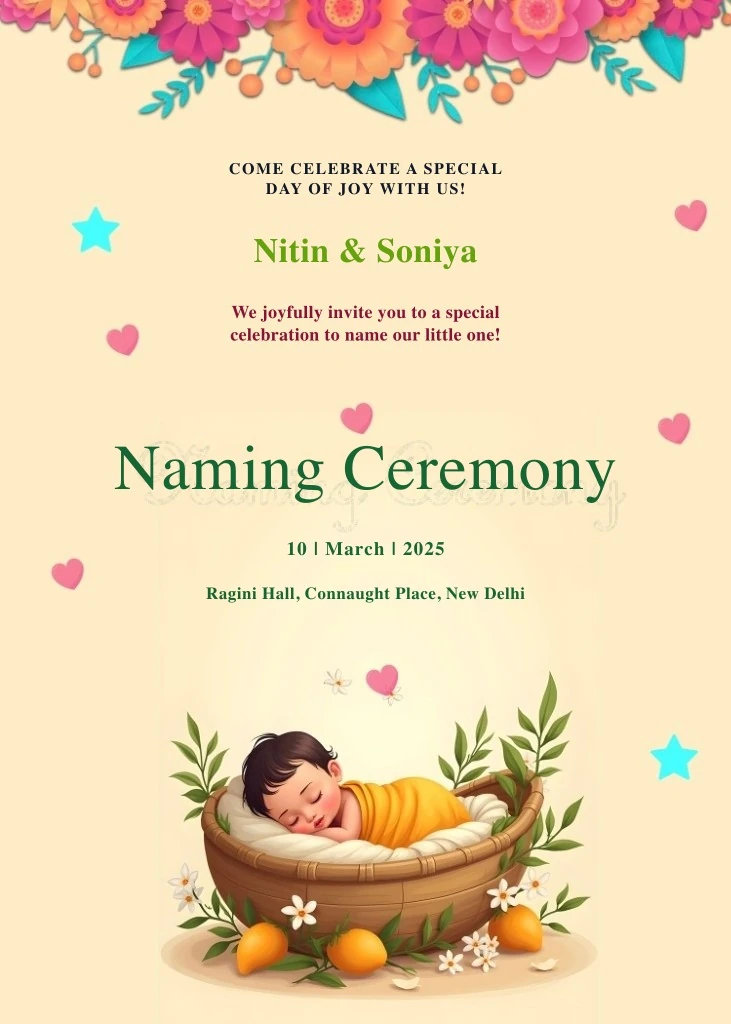 COME CELEBRATE A SPECIAL
DAY OF JOY WITH US!
Nitin & Soniya
We joyfully invite you to a special
celebration to name our little one!
Naming Ceremony
10 | March | 2025
Ragini Hall, Connaught Place, New Delhi